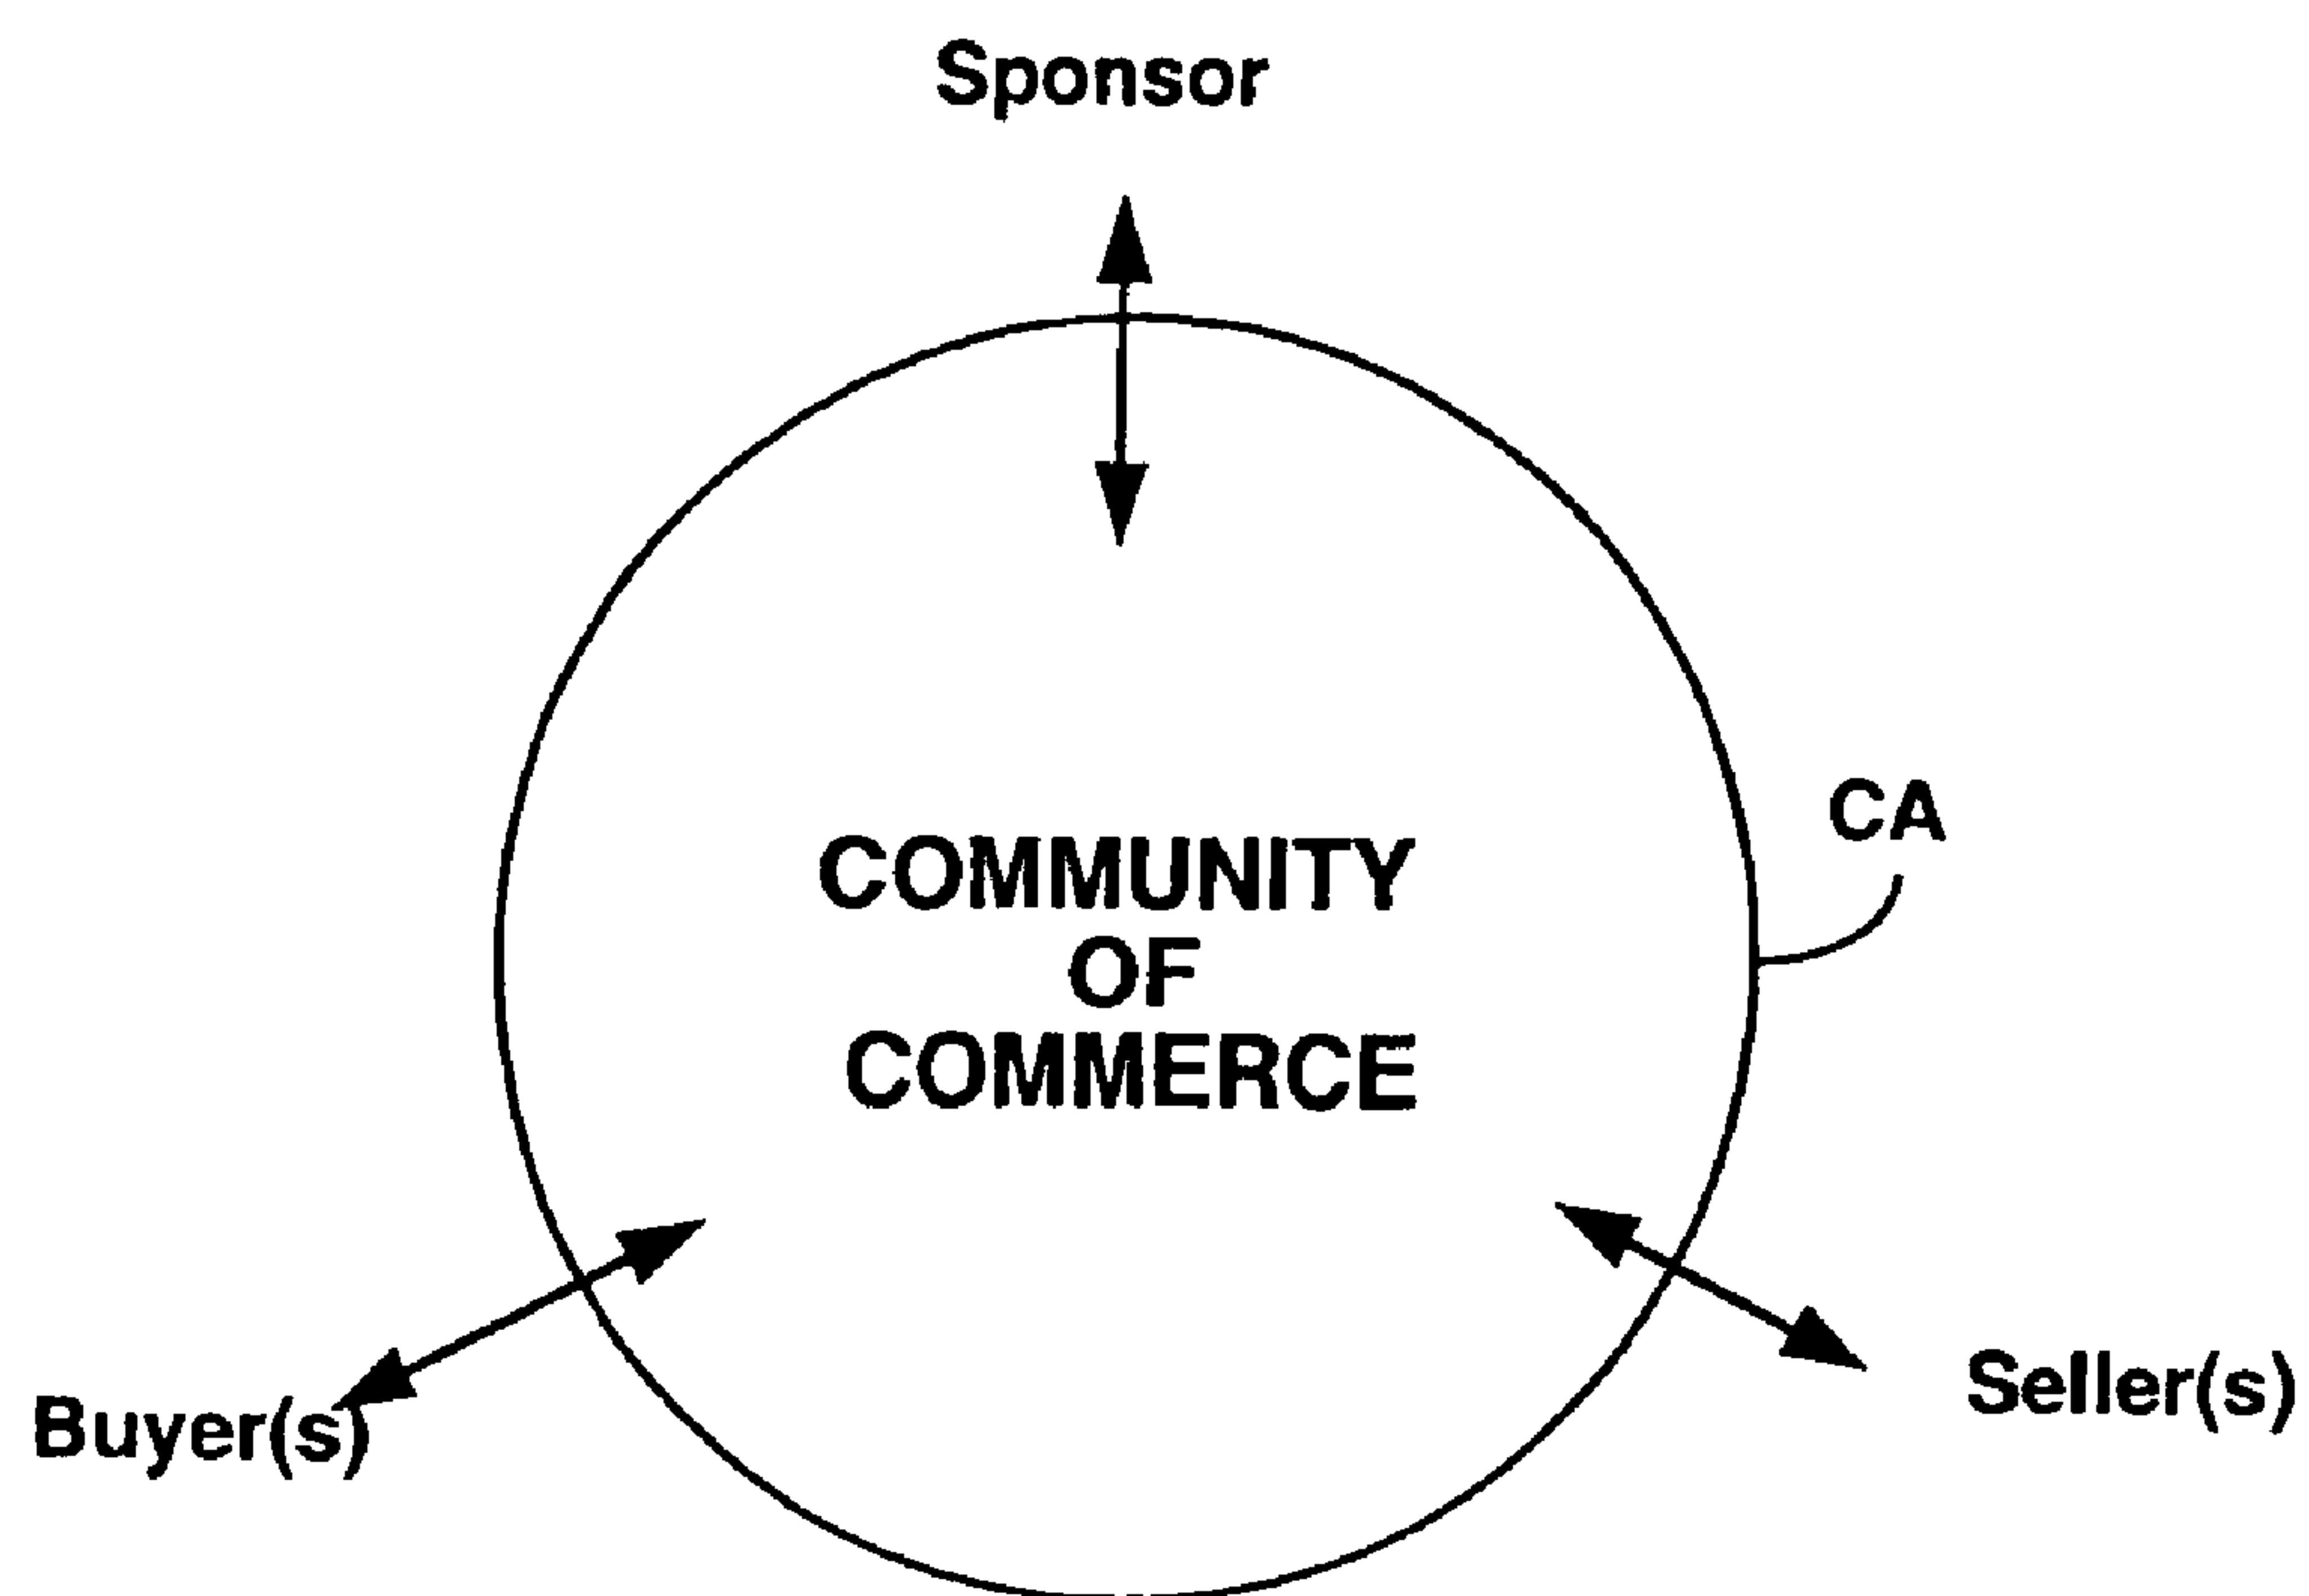 Sponsor
CA
COMMUNITY
OF
COMMERCE
Buyer(s)
Seller(s)